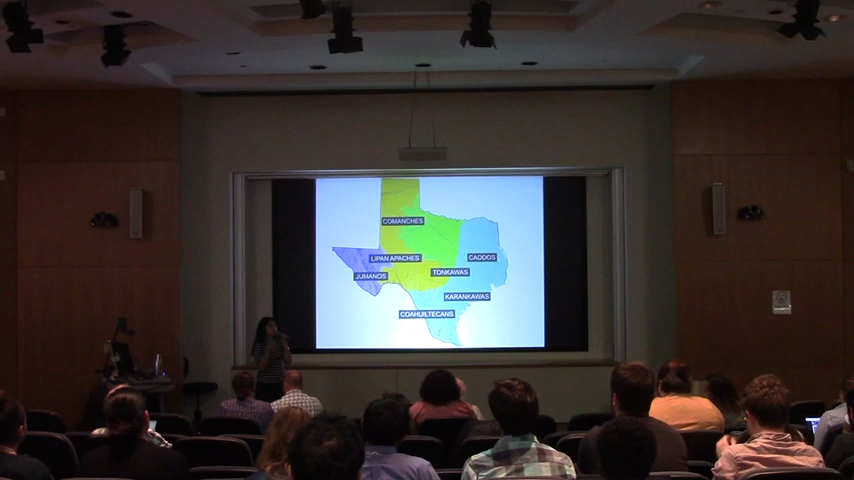 COMANCHES
LIPAN APACHES
CADDOS
JUMANOS
TONKAWAS
KARANKAWAS
COAHUILTECANS